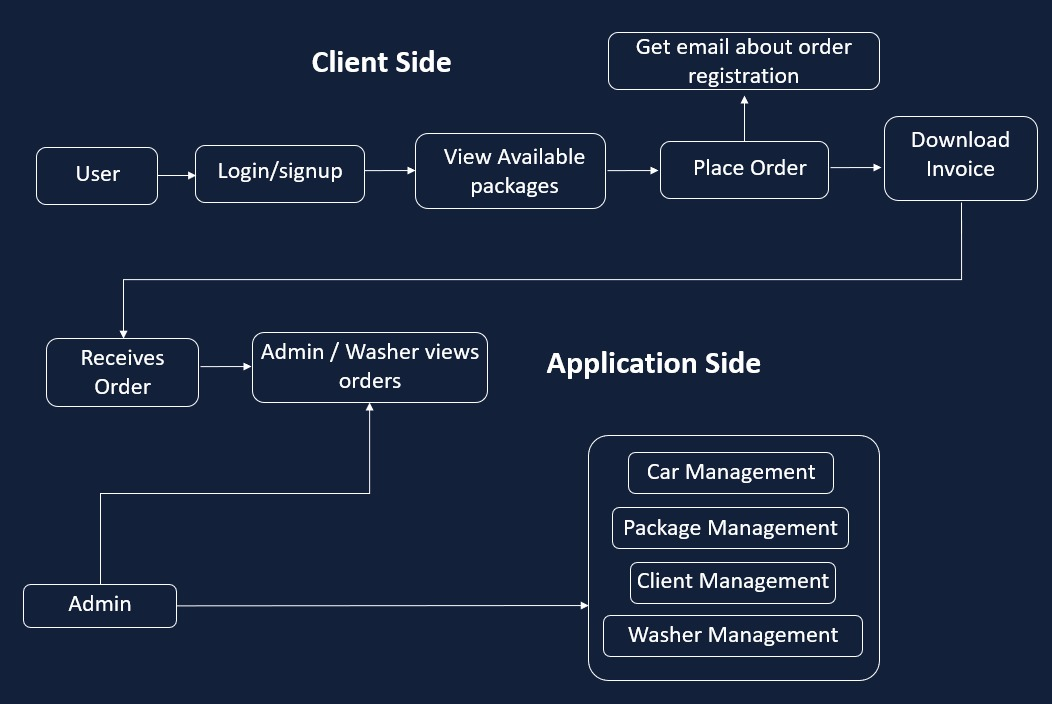 Client Side
Get email about order
registration
User
Login/signup
View Available
packages
Place Order
Download
Invoice
Receives
Order
Admin / Washer views
orders
Application Side
Car Management
Package Management
Client Management
Washer Management
Admin